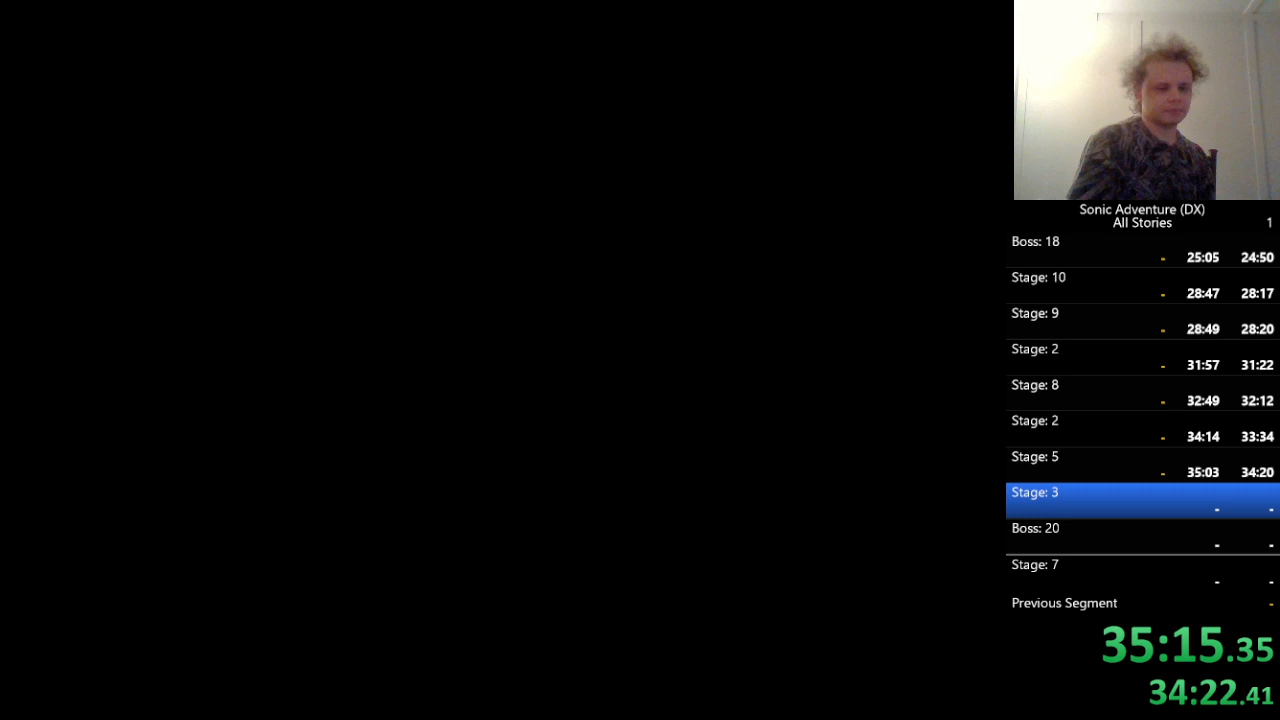 Sonic Adventure (DX)
All Stories 1
Boss: 18
- 25:05 24:50
Stage: 10
- 28:47 28:17
Stage: 9
- 28:49 28:20
Stage: 2
- 31:57 31:22
Stage: 8
- 32:49 32:12
Stage: 2
- 34:14 33:34
Stage: 5
- 35:03 34:20
Stage: 3
- -
Boss: 20
- -
Stage: 7
- -
Previous Segment -
35:15.35
34:22.41